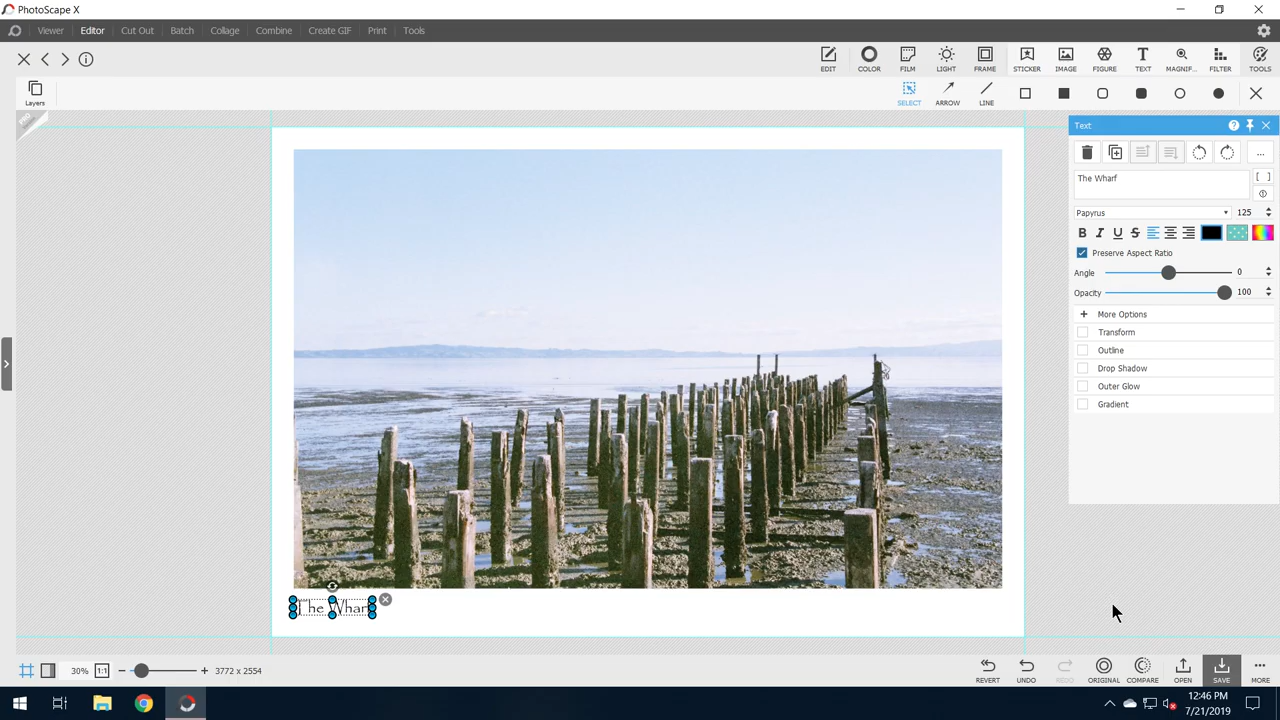 PhotoScape X
Viewer Editor Cut Out Batch Collage Combine Create GIF Print Tools
EDIT COLOR FILM LIGHT FRAME STICKER IMAGE FIGURE TEXT MAGNIF... FILTER TOOLS
Layers SELECT ARROW LINE
PRO
Text
...
The Wharf
[ ]
Papyrus 125
B I U S
Preserve Aspect Ratio
Angle 0
Opacity 100
+ More Options
Transform
Outline
Drop Shadow
Outer Glow
Gradient
The Wharf
30% 1:1 − + 3772 x 2554
REVERT UNDO REDO ORIGINAL COMPARE OPEN SAVE MORE
12:46 PM
7/21/2019